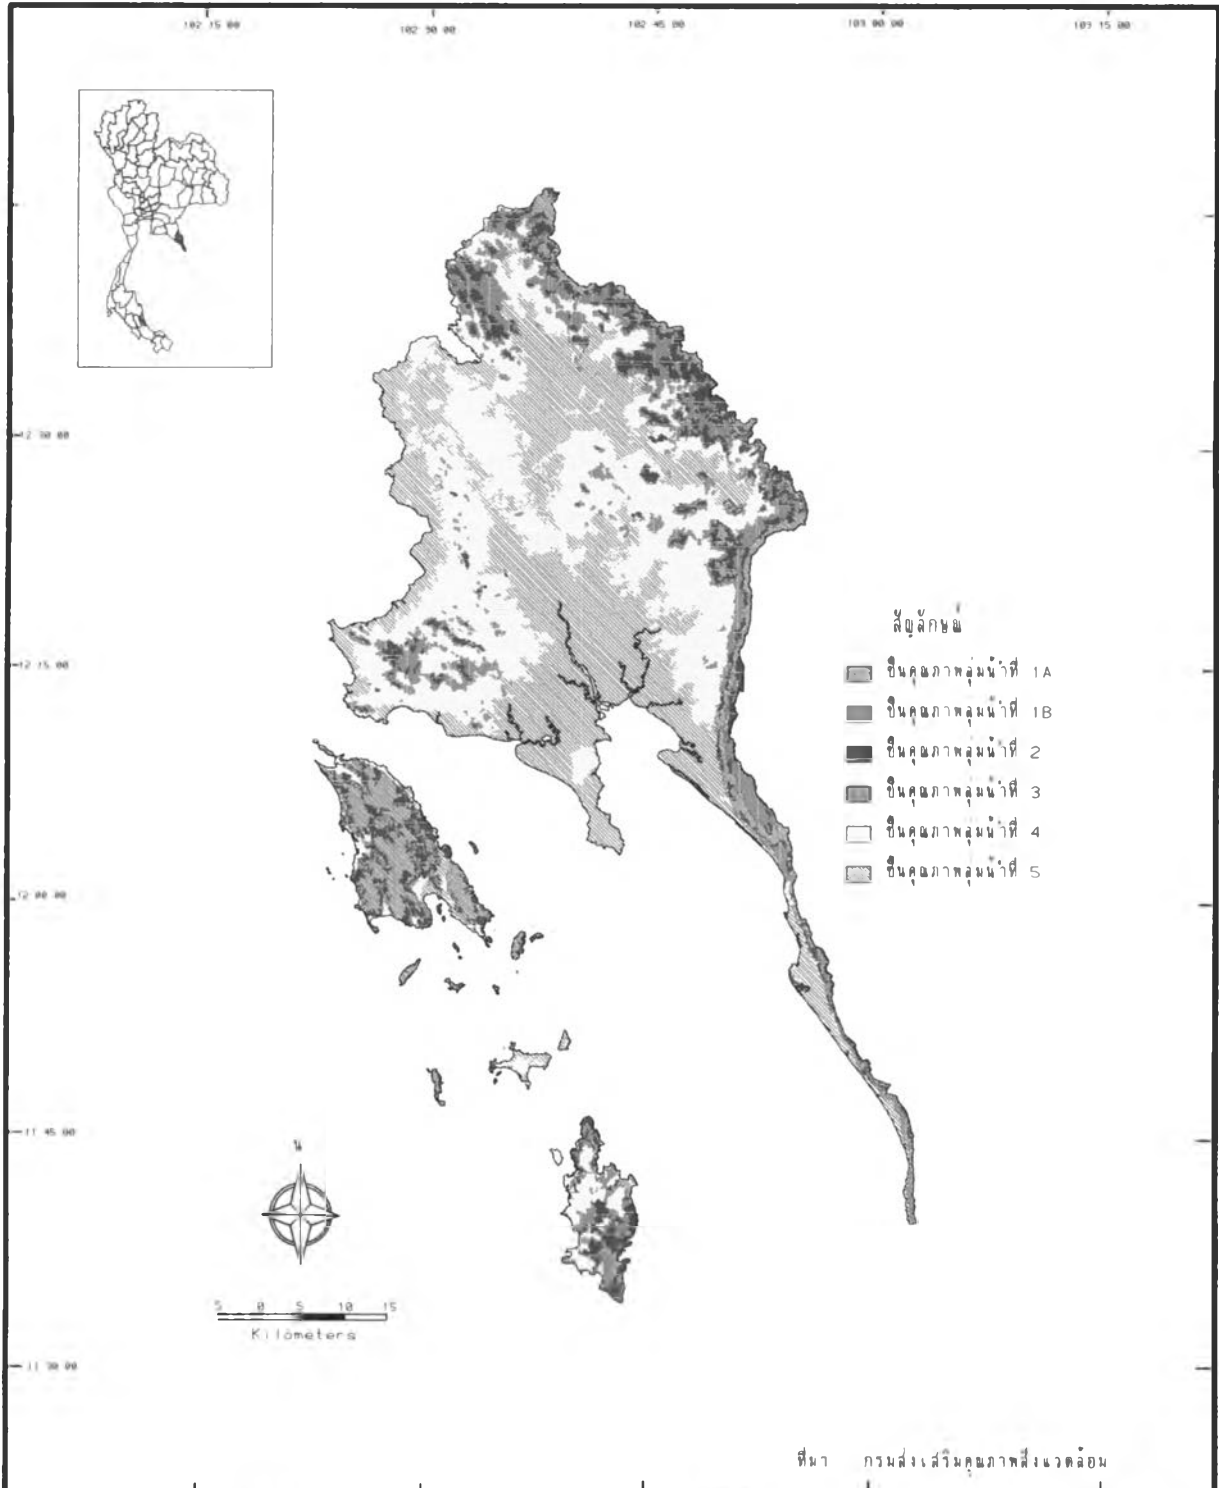 102 15 00
102 30 00
102 45 00
103 00 00
103 15 00
12 30 00
สัญลักษณ์
12 15 00
ชั้นคุณภาพลุ่มน้ำที่ 1A
ชั้นคุณภาพลุ่มน้ำที่ 1B
ชั้นคุณภาพลุ่มน้ำที่ 2
ชั้นคุณภาพลุ่มน้ำที่ 3
ชั้นคุณภาพลุ่มน้ำที่ 4
ชั้นคุณภาพลุ่มน้ำที่ 5
12 00 00
11 45 00
น
5 0 5 10 15
Kilometers
11 30 00
ที่มา กรมส่งเสริมคุณภาพสิ่งแวดล้อม